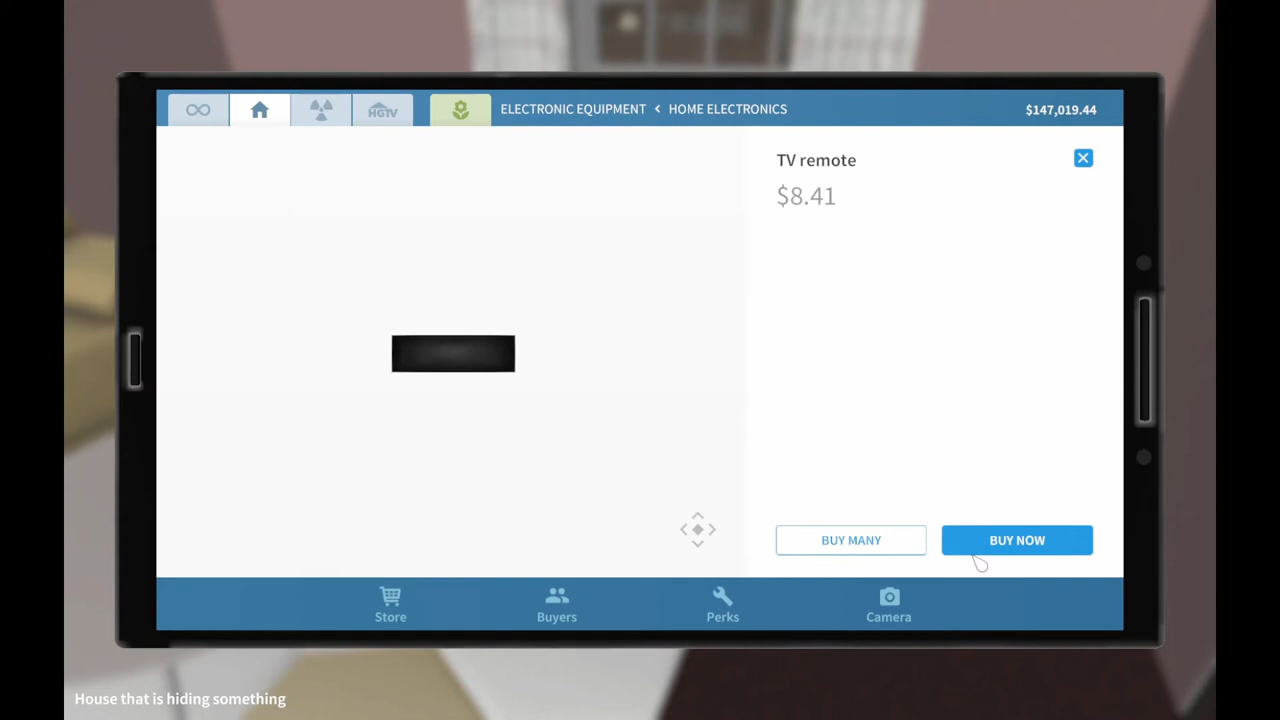 HGTV
ELECTRONIC EQUIPMENT < HOME ELECTRONICS
$147,019.44
TV remote
$8.41
BUY MANY
BUY NOW
Store
Buyers
Perks
Camera
House that is hiding something